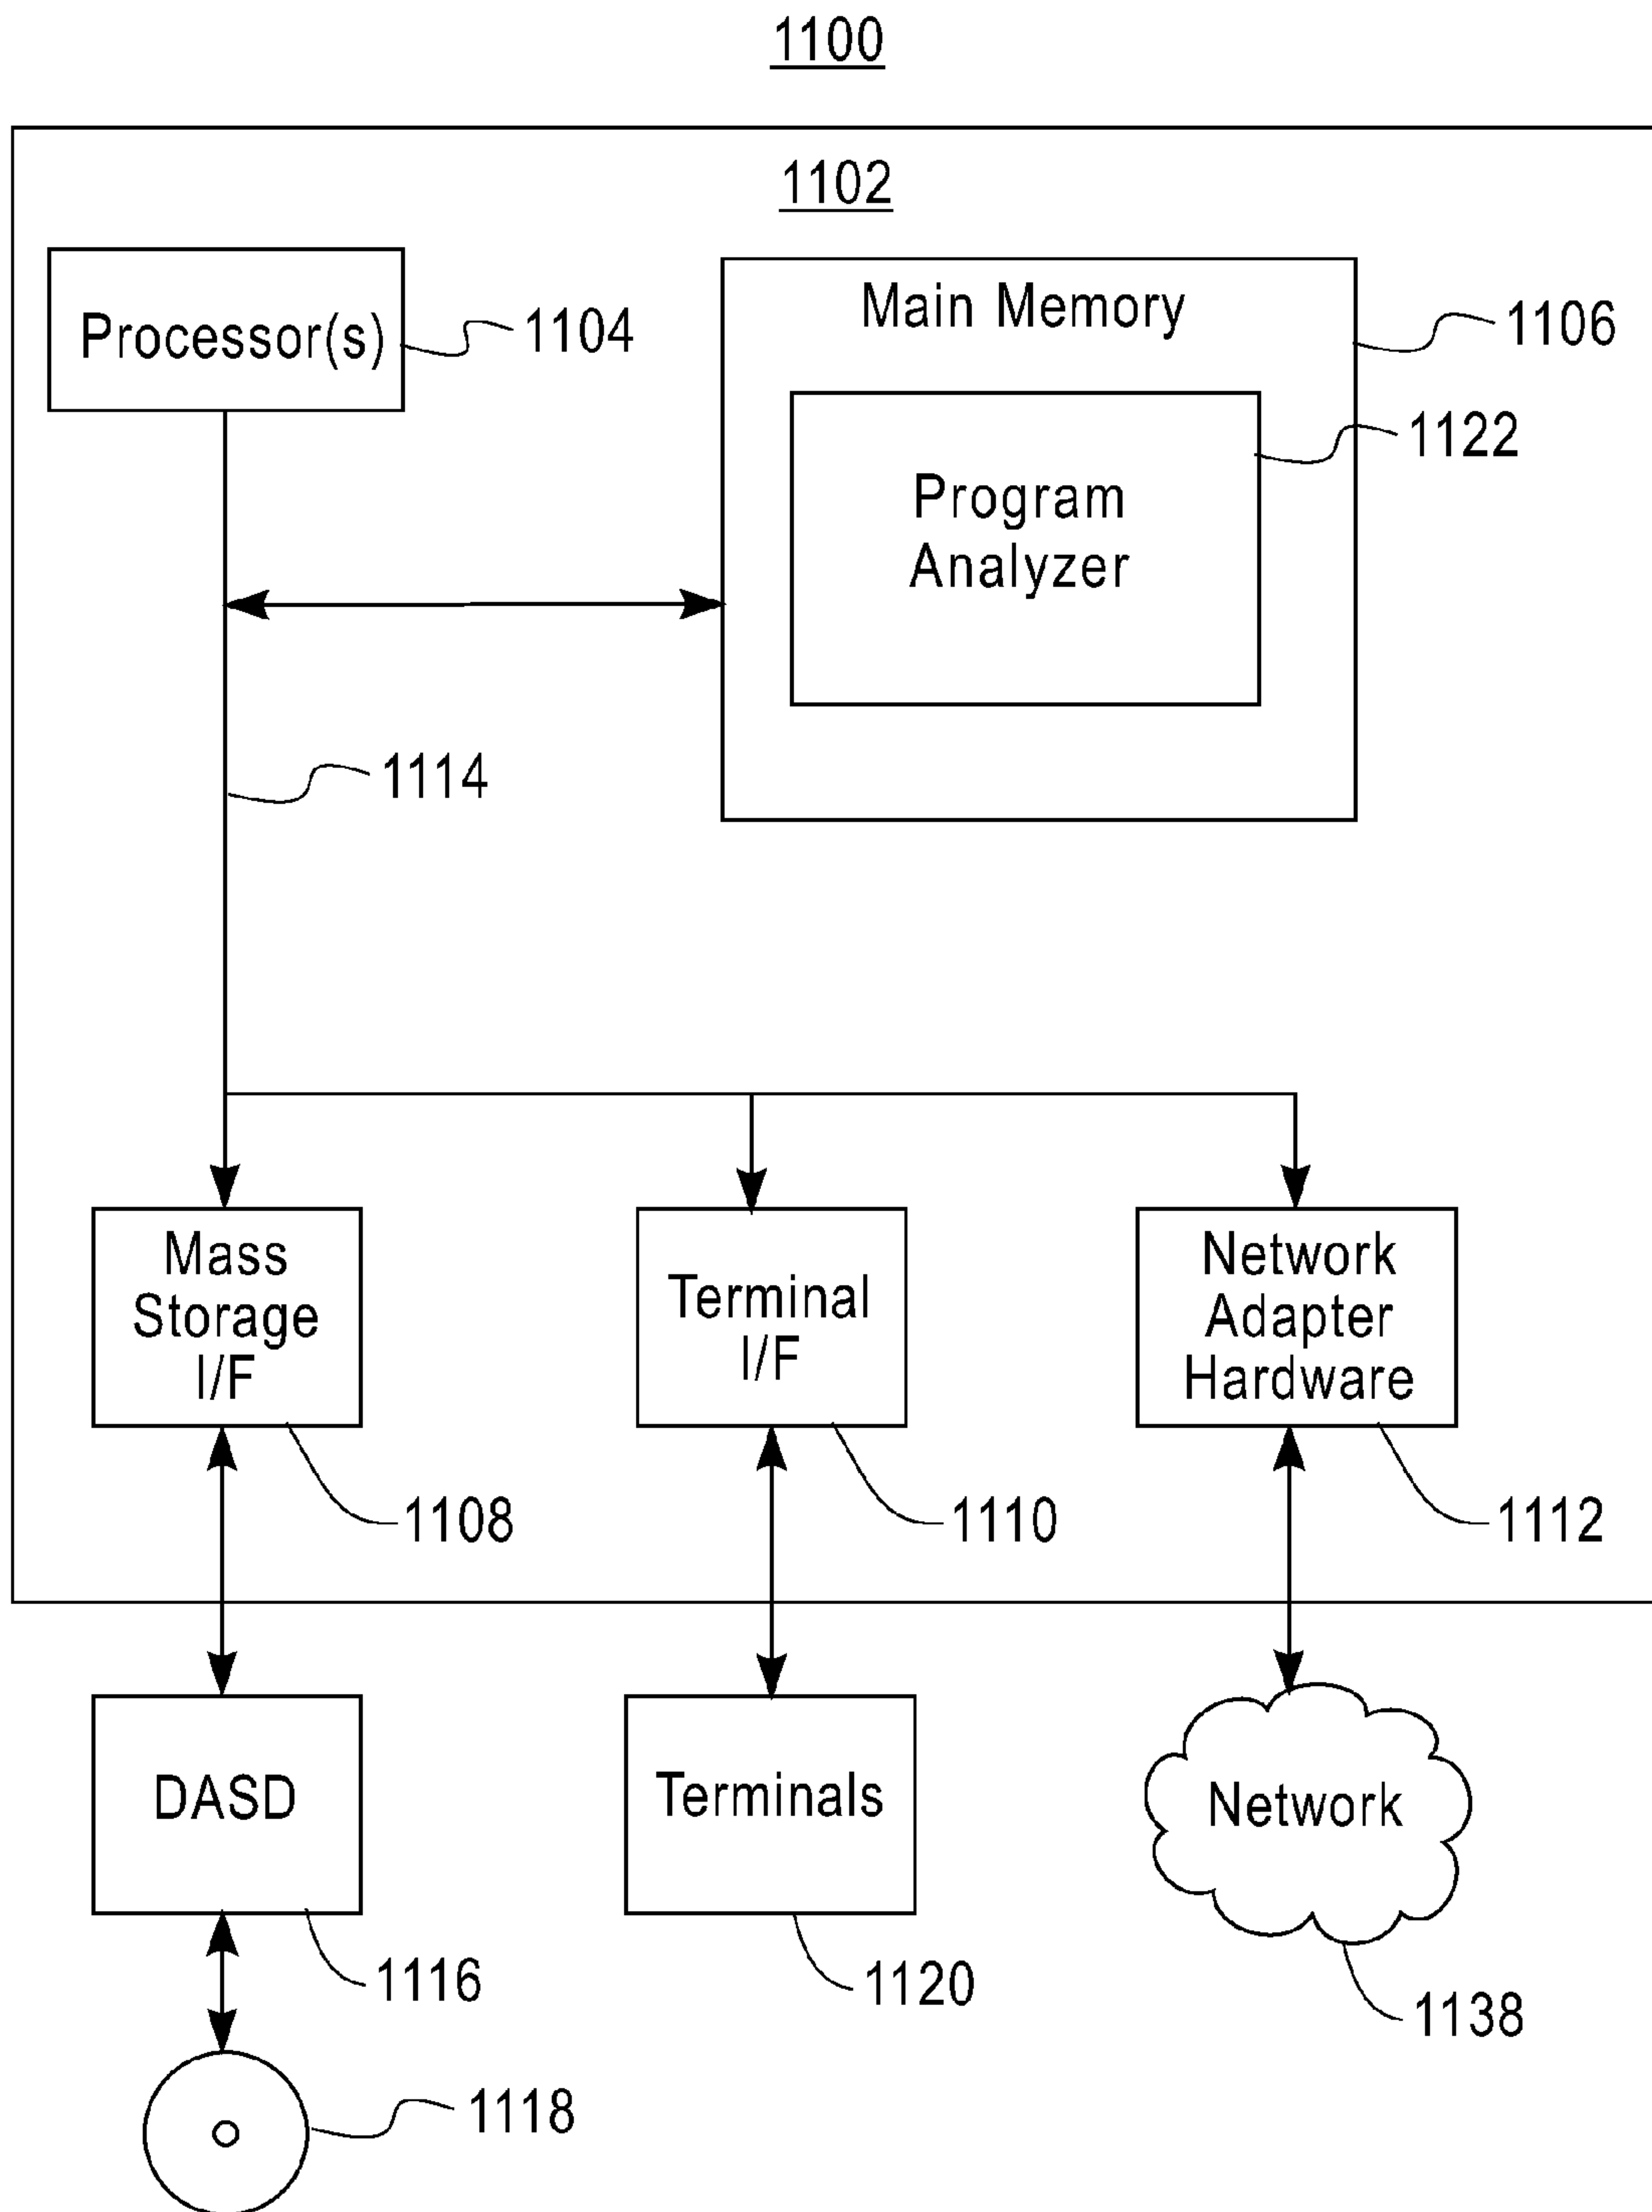 1100
1102
Processor(s)
1104
Main Memory
1106
1122
Program
Analyzer
1114
Mass
Storage
I/F
Terminal
I/F
Network
Adapter
Hardware
1108
1110
1112
DASD
Terminals
Network
1116
1120
1138
1118